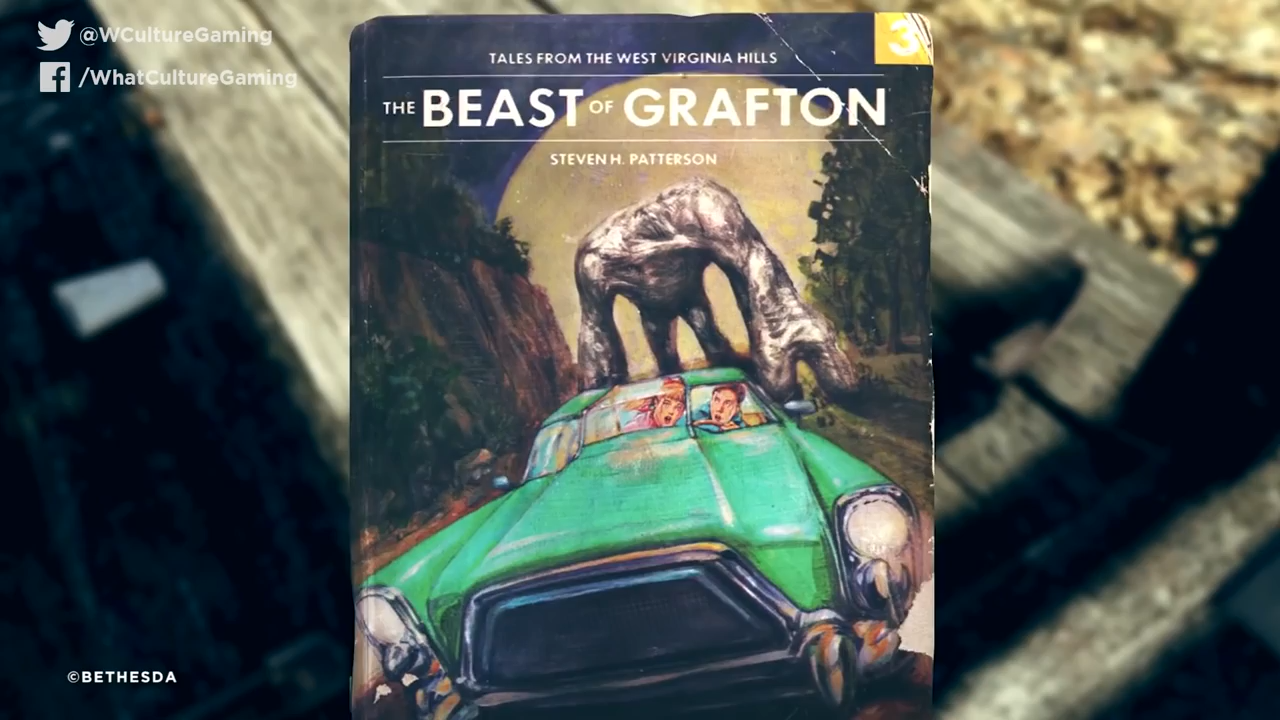 @WCultureGaming
/WhatCultureGaming
3
TALES FROM THE WEST VIRGINIA HILLS
THE BEAST OF GRAFTON
STEVEN H. PATTERSON
©BETHESDA